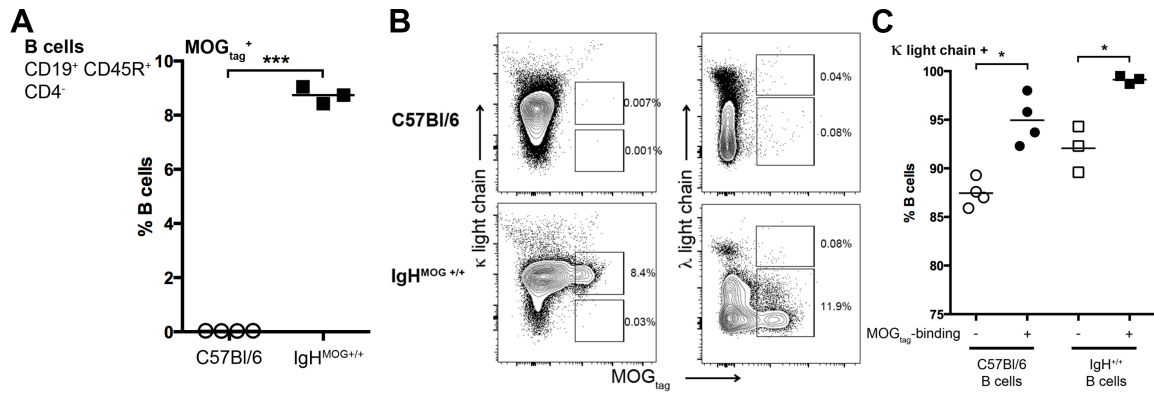 A
B cells
CD19⁺ CD45R⁺
CD4⁻
MOGtag⁺
***
% B cells
10
8
6
4
2
0
C57Bl/6
IgHMOG+/+
B
C57Bl/6
IgHMOG +/+
κ light chain
0.007%
0.001%
8.4%
0.03%
λ light chain
0.04%
0.08%
0.08%
11.9%
MOGtag
C
K light chain +
*
*
% B cells
100
95
90
85
80
75
MOGtag-binding
- + - +
C57Bl/6
B cells
IgH+/+
B cells